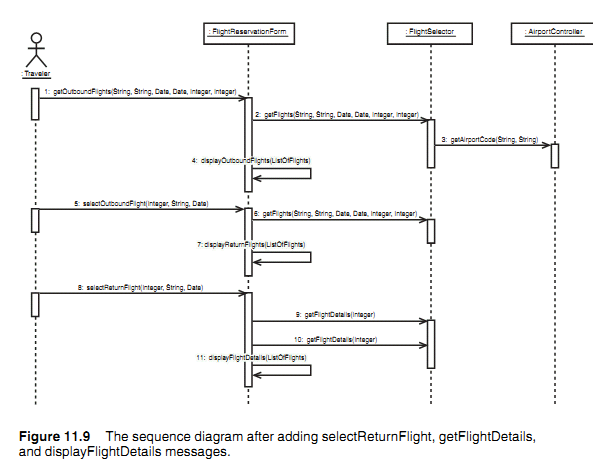 : FlightReservationForm
: FlightSelector
: AirportController
: Traveler
1: getOutboundFlights(String, String, Date, Date, Integer, Integer)
2: getFlights(String, String, Date, Date, Integer, Integer)
3: getAirportCode(String, String)
4: displayOutboundFlights(ListOfFlights)
5: selectOutboundFlight(Integer, String, Date)
6: getFlights(String, String, Date, Date, Integer, Integer)
7: displayReturnFlights(ListOfFlights)
8: selectReturnFlight(Integer, String, Date)
9: getFlightDetails(Integer)
10: getFlightDetails(Integer)
11: displayFlightDetails(ListOfFlights)
Figure 11.9 The sequence diagram after adding selectReturnFlight, getFlightDetails,
and displayFlightDetails messages.